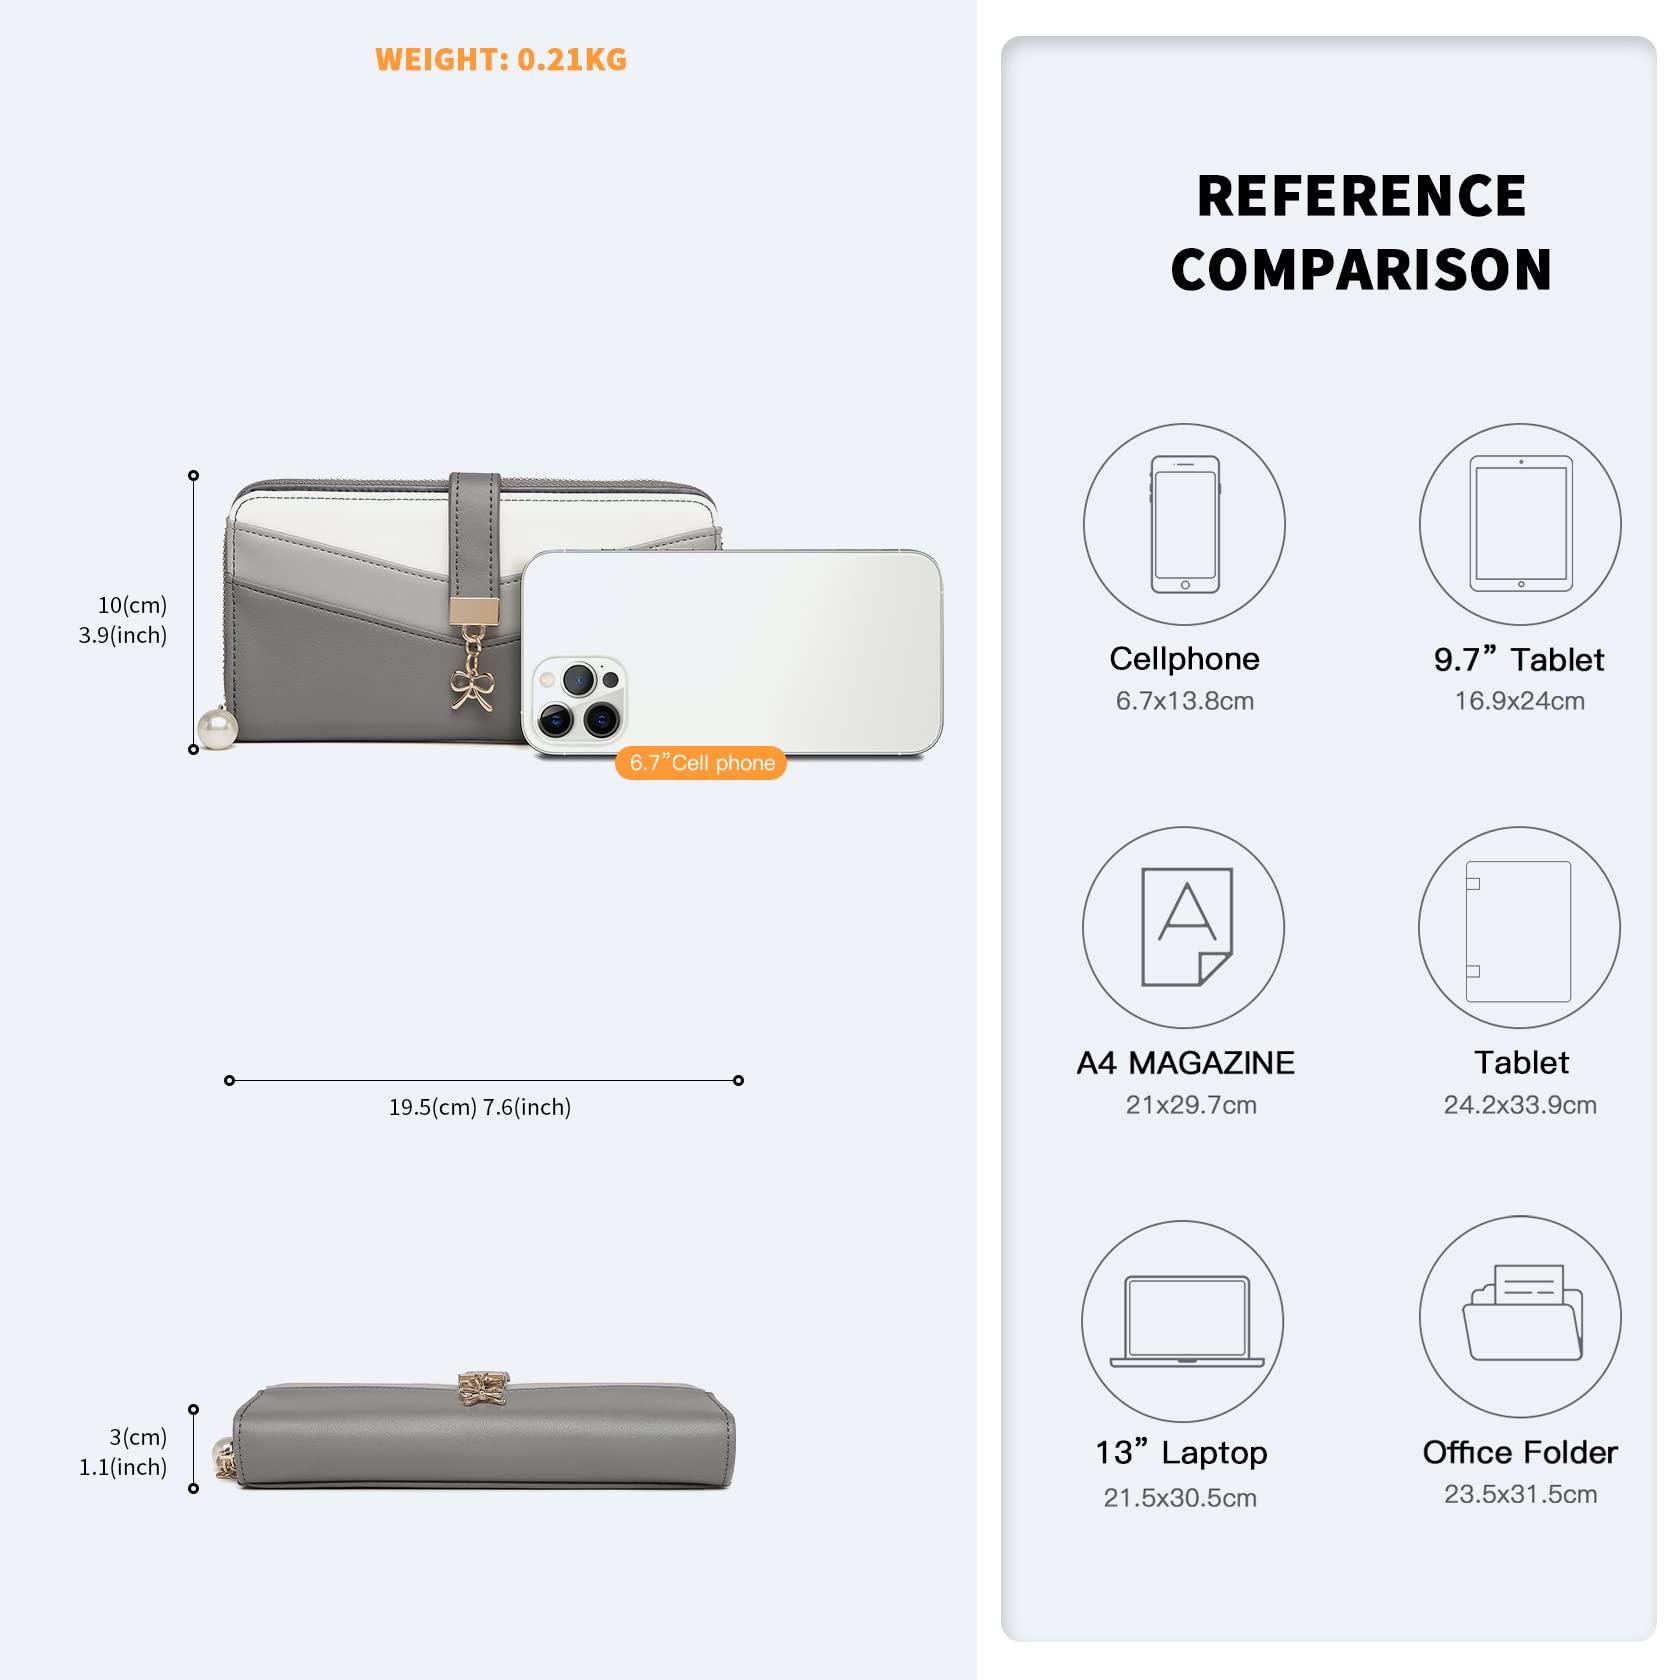 WEIGHT: 0.21KG
10(cm)
3.9(inch)
6.7”Cell phone
19.5(cm) 7.6(inch)
3(cm)
1.1(inch)
REFERENCE
COMPARISON
Cellphone
6.7x13.8cm
9.7” Tablet
16.9x24cm
A
A4 MAGAZINE
21x29.7cm
Tablet
24.2x33.9cm
13” Laptop
21.5x30.5cm
Office Folder
23.5x31.5cm